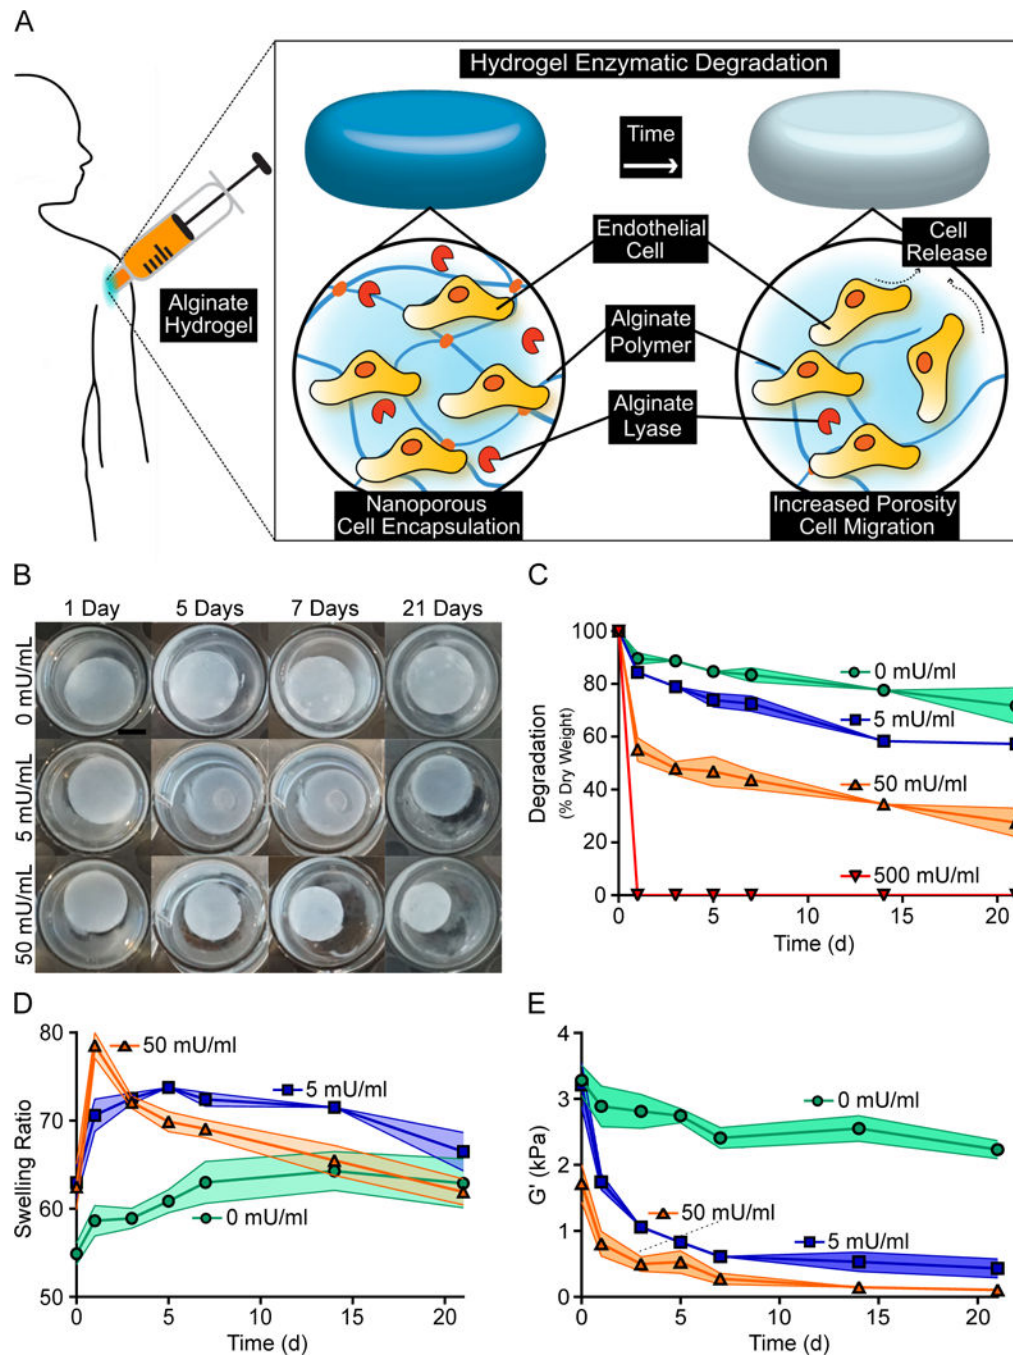 A
Hydrogel Enzymatic Degradation
Time
Endothelial
Cell
Cell
Release
Alginate
Hydrogel
Alginate
Polymer
Alginate
Lyase
Nanoporous
Cell Encapsulation
Increased Porosity
Cell Migration
B
1 Day 5 Days 7 Days 21 Days
0 mU/mL
5 mU/mL
50 mU/mL
C
Degradation
(% Dry Weight)
100
80
60
40
20
0
0 mU/ml
5 mU/ml
50 mU/ml
500 mU/ml
0 5 10 15 20
Time (d)
D
Swelling Ratio
80
70
60
50
50 mU/ml
5 mU/ml
0 mU/ml
0 5 10 15 20
Time (d)
E
G' (kPa)
4
3
2
1
0
0 mU/ml
50 mU/ml
5 mU/ml
0 5 10 15 20
Time (d)